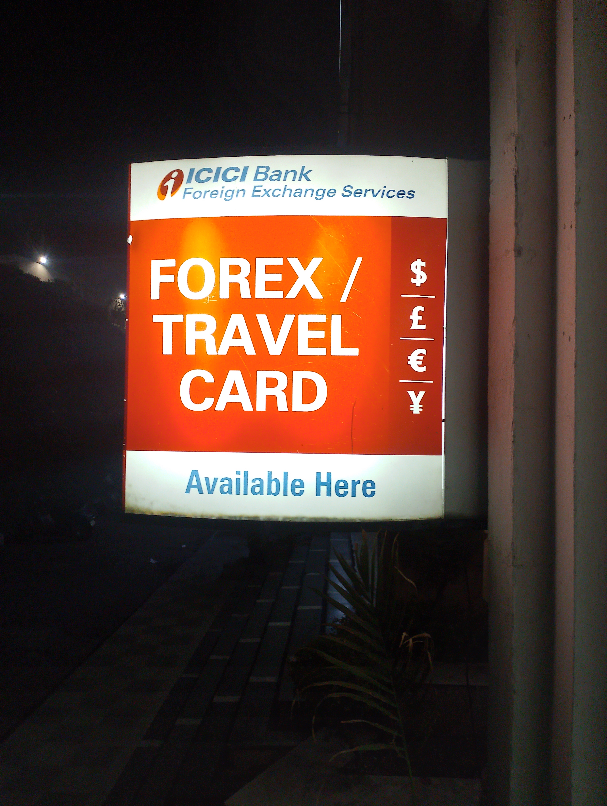 ICICI Bank
Foreign Exchange Services
FOREX /
TRAVEL
CARD
$
£
€
¥
Available Here